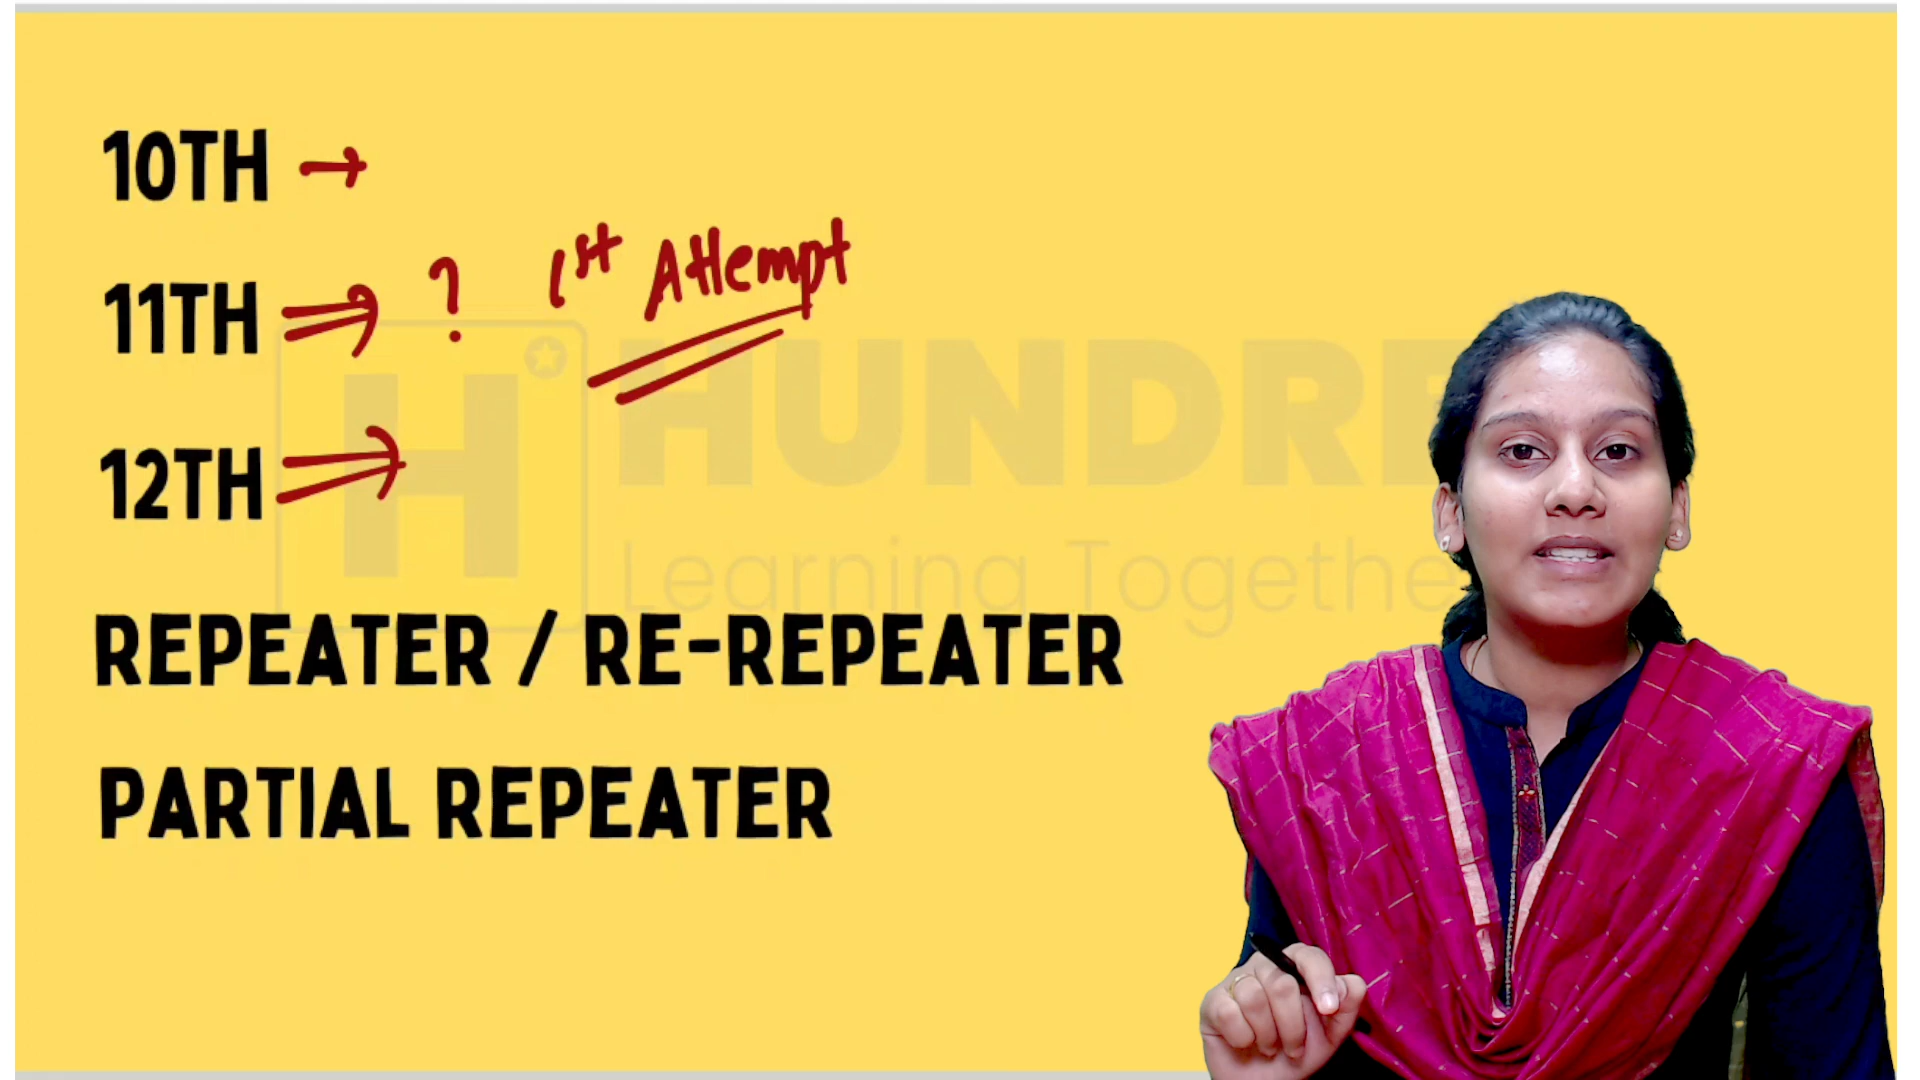 10TH →
11TH ⇒ ? 1st Attempt
12TH ⇒
HUNDRE
Learning Togethe
REPEATER / RE-REPEATER
PARTIAL REPEATER